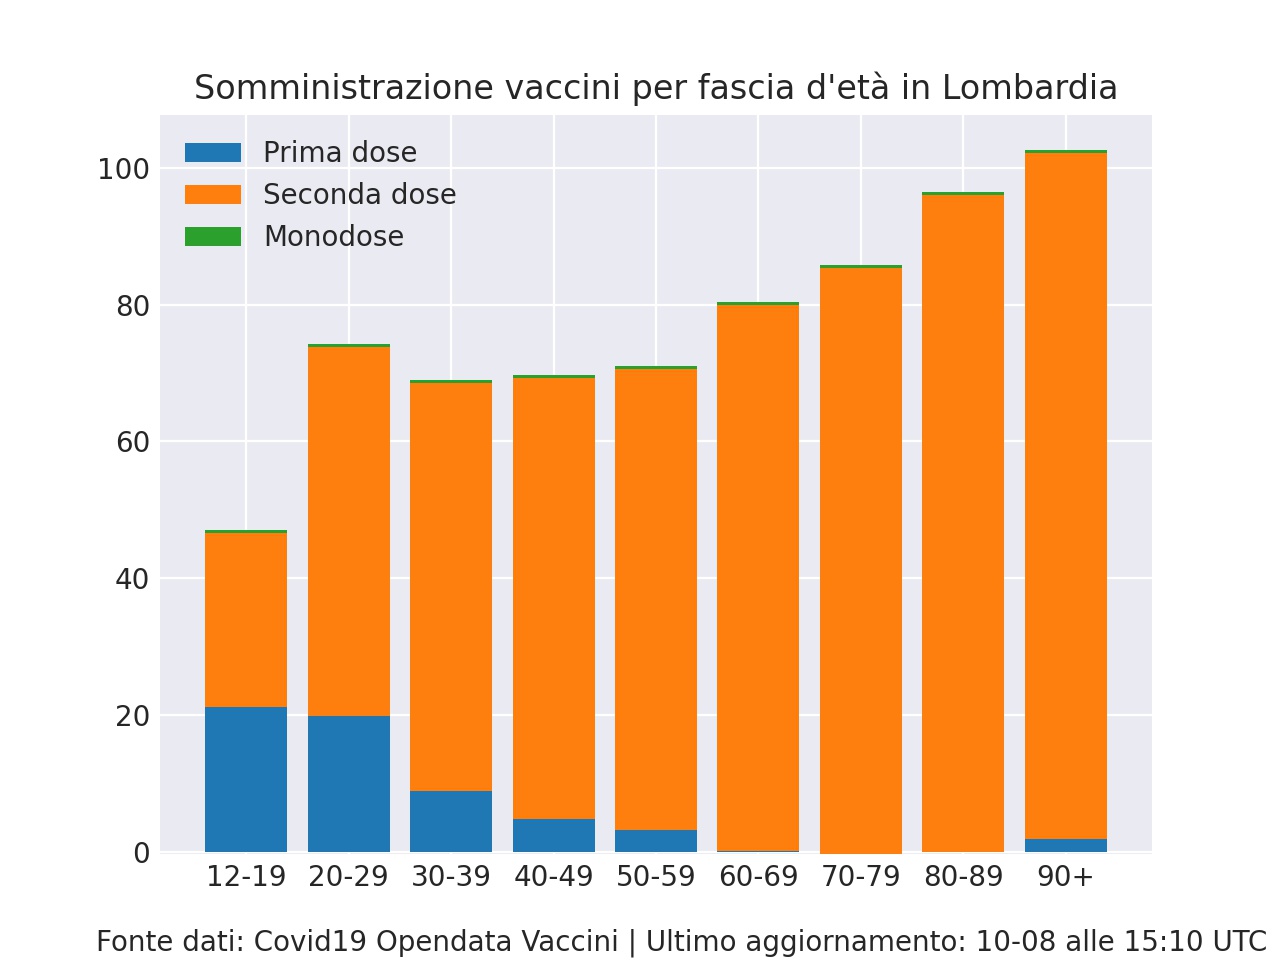 Somministrazione vaccini per fascia d'età in Lombardia
Prima dose
Seconda dose
Monodose
100
80
60
40
20
0
12-19 20-29 30-39 40-49 50-59 60-69 70-79 80-89 90+
Fonte dati: Covid19 Opendata Vaccini | Ultimo aggiornamento: 10-08 alle 15:10 UTC